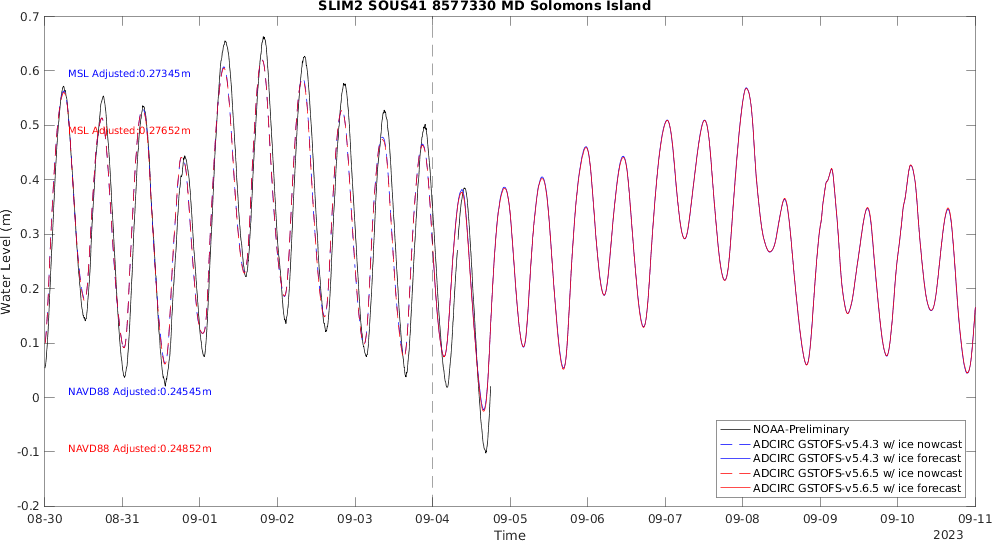 SLIM2 SOUS41 8577330 MD Solomons Island
Water Level (m)
0.7
0.6
0.5
0.4
0.3
0.2
0.1
0
-0.1
-0.2
MSL Adjusted:0.27345m
MSL Adjusted:0.27652m
NAVD88 Adjusted:0.24545m
NAVD88 Adjusted:0.24852m
NOAA-Preliminary
ADCIRC GSTOFS-v5.4.3 w/ ice nowcast
ADCIRC GSTOFS-v5.4.3 w/ ice forecast
ADCIRC GSTOFS-v5.6.5 w/ ice nowcast
ADCIRC GSTOFS-v5.6.5 w/ ice forecast
08-30 08-31 09-01 09-02 09-03 09-04 09-05 09-06 09-07 09-08 09-09 09-10 09-11
Time
2023